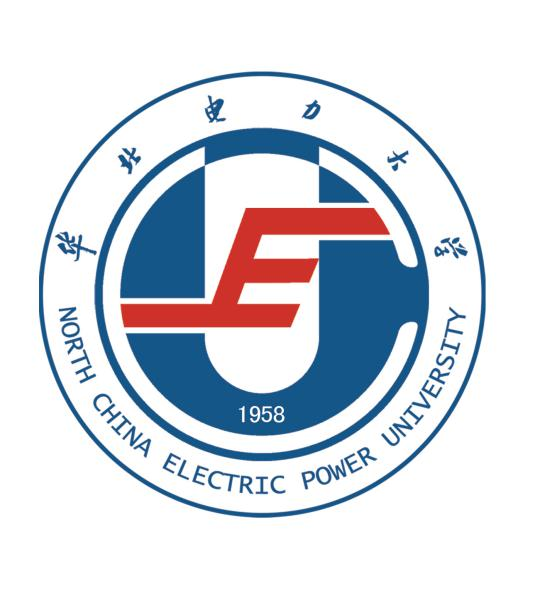 华北电力大学
1958
NORTH CHINA ELECTRIC POWER UNIVERSITY